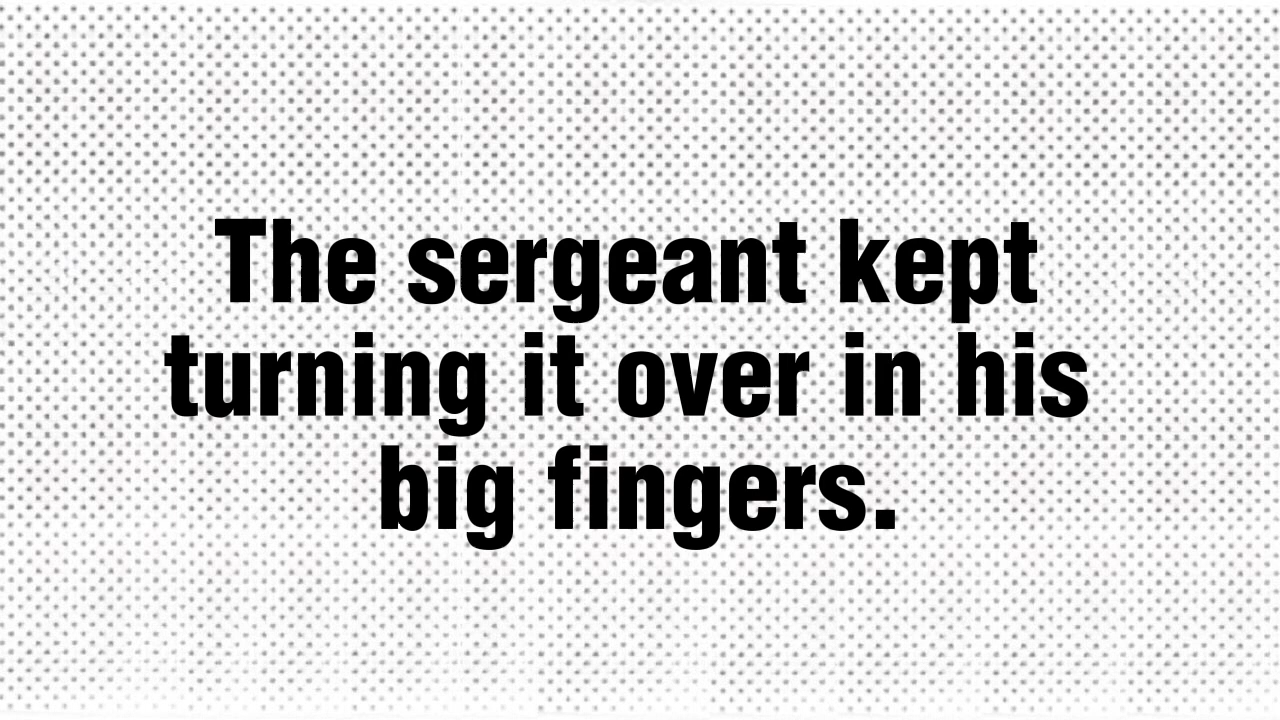 The sergeant kept
turning it over in his
big fingers.